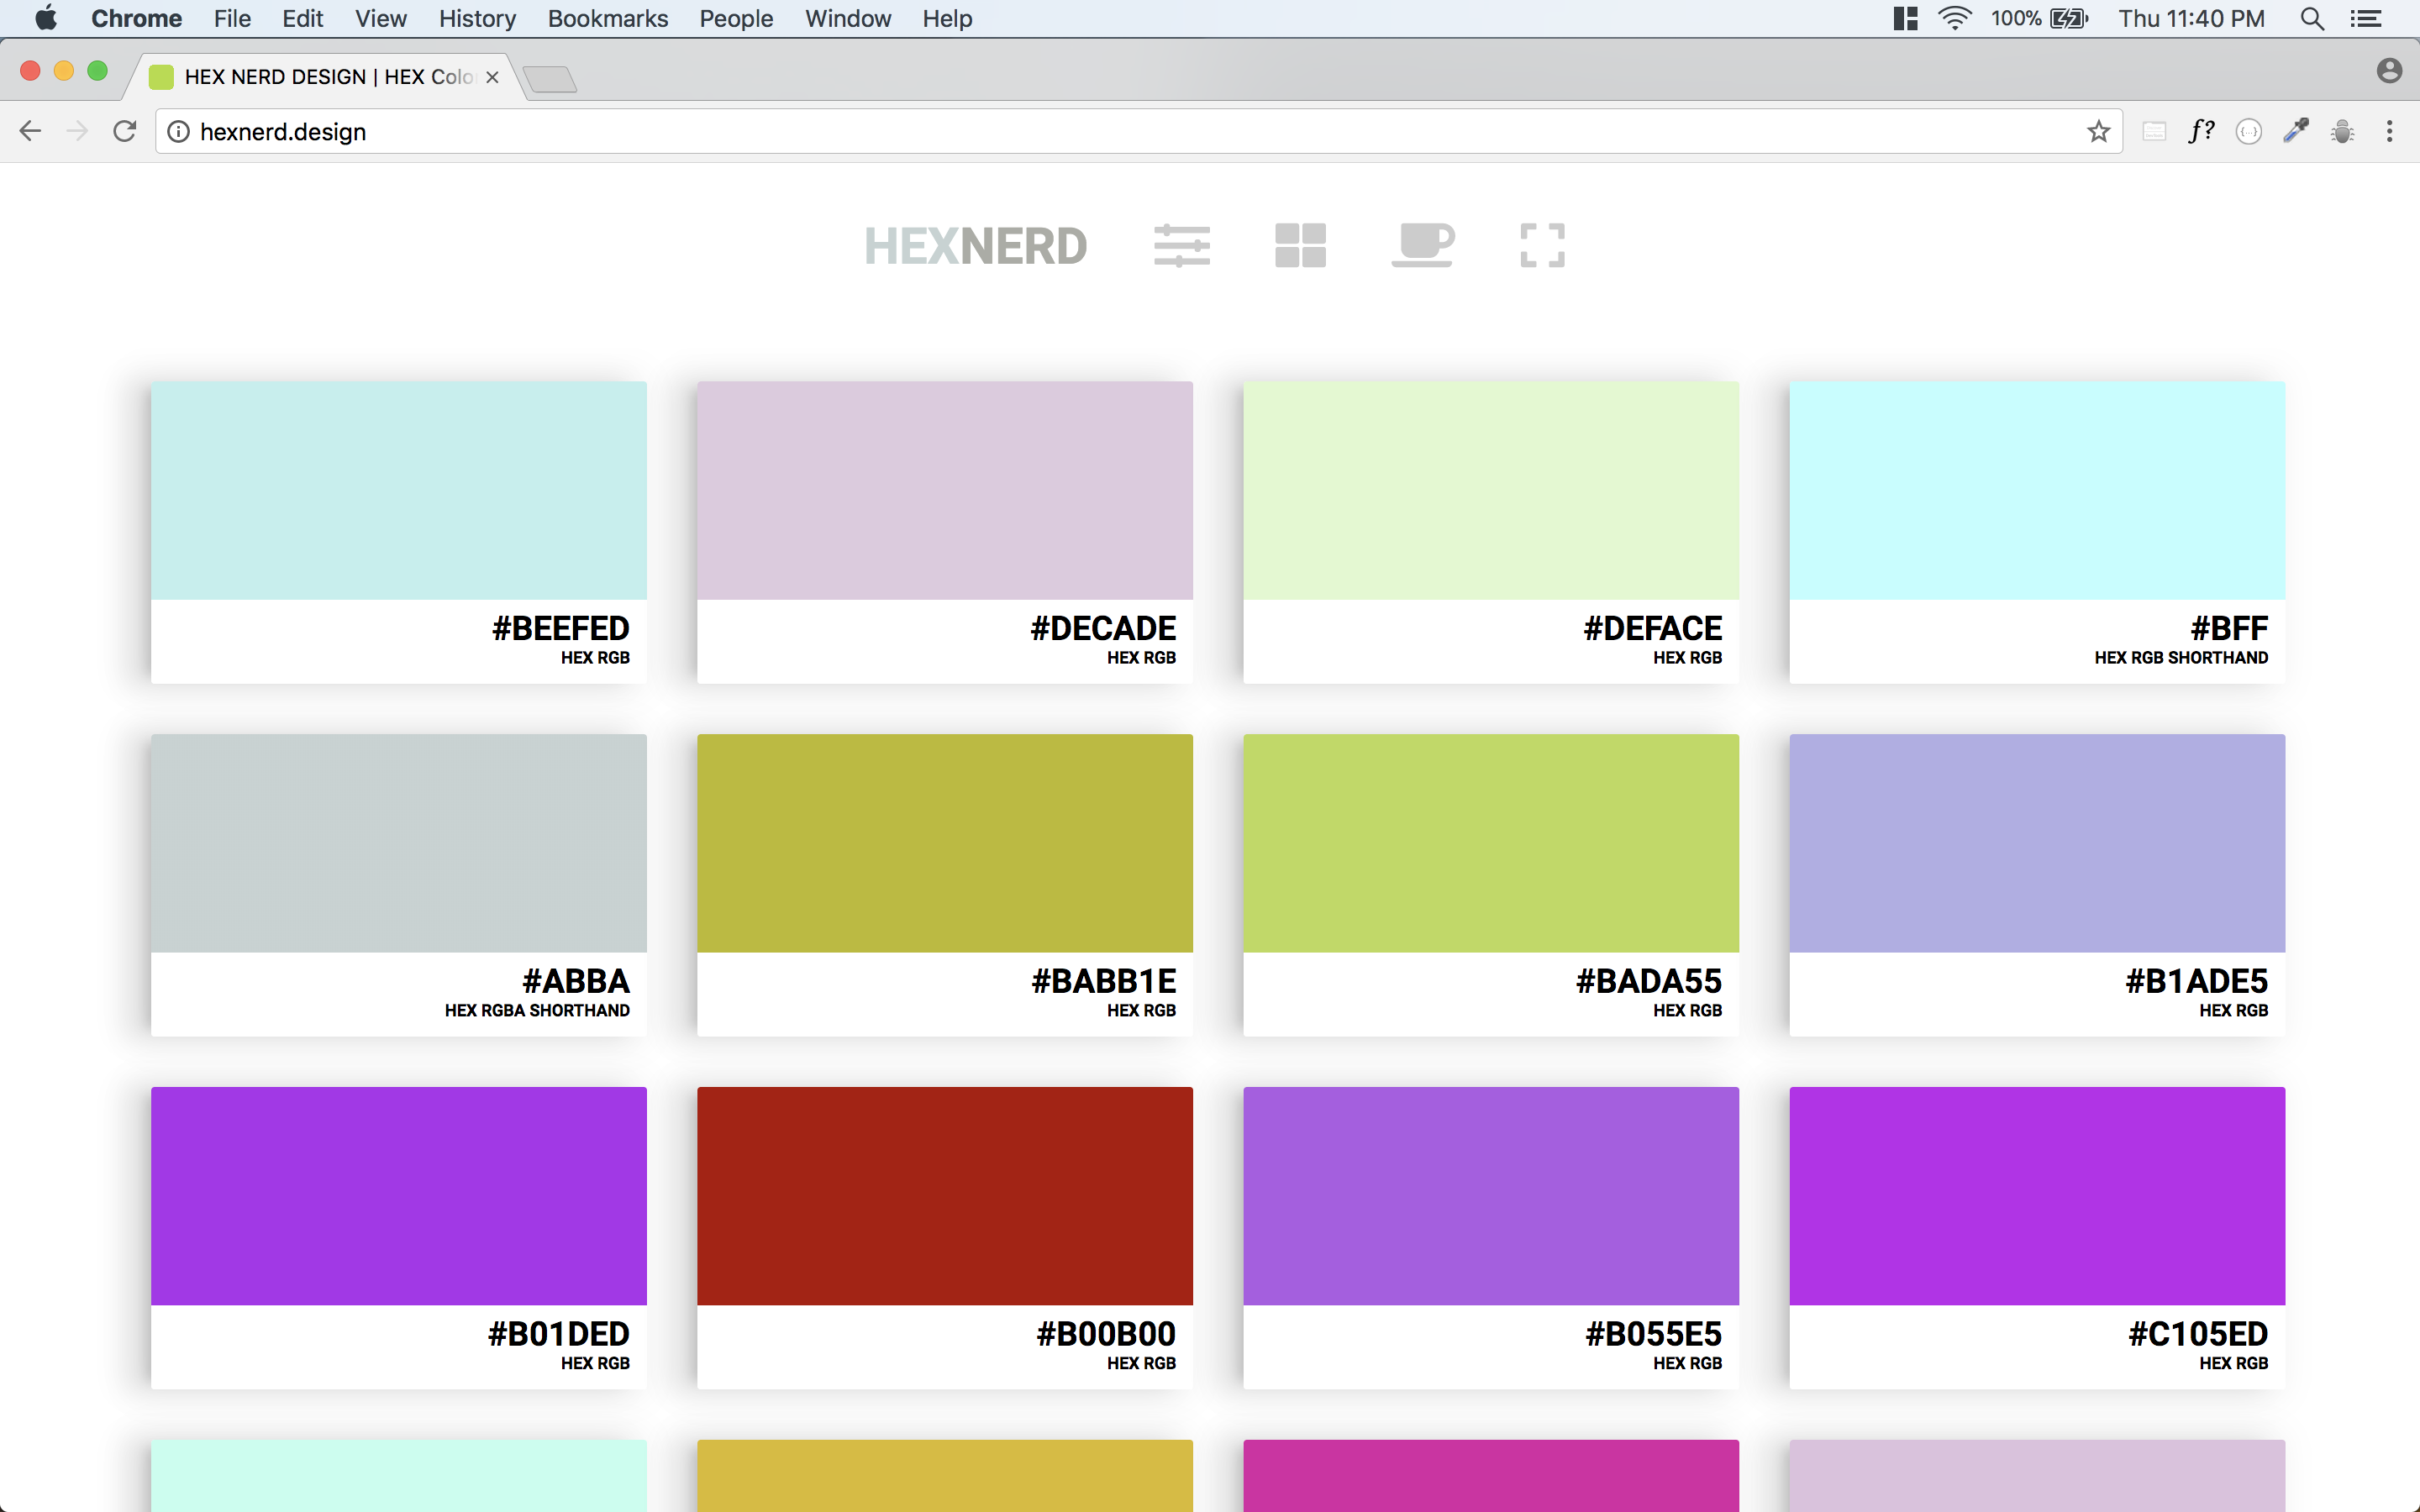 Chrome File Edit View History Bookmarks People Window Help 100% Thu 11:40 PM
HEX NERD DESIGN | HEX Colo
hexnerd.design
f?
{...}
HEXNERD
#BEEFED
HEX RGB
#DECADE
HEX RGB
#DEFACE
HEX RGB
#BFF
HEX RGB SHORTHAND
#ABBA
HEX RGBA SHORTHAND
#BABB1E
HEX RGB
#BADA55
HEX RGB
#B1ADE5
HEX RGB
#B01DED
HEX RGB
#B00B00
HEX RGB
#B055E5
HEX RGB
#C105ED
HEX RGB